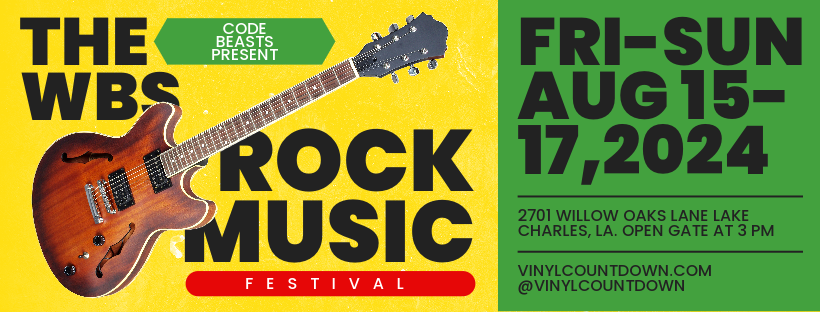 THE
WBS
CODE
BEASTS
PRESENT
ROCK
MUSIC
FESTIVAL
FRI-SUN
AUG 15-
17,2024
2701 WILLOW OAKS LANE LAKE
CHARLES, LA. OPEN GATE AT 3 PM
VINYLCOUNTDOWN.COM
@VINYLCOUNTDOWN